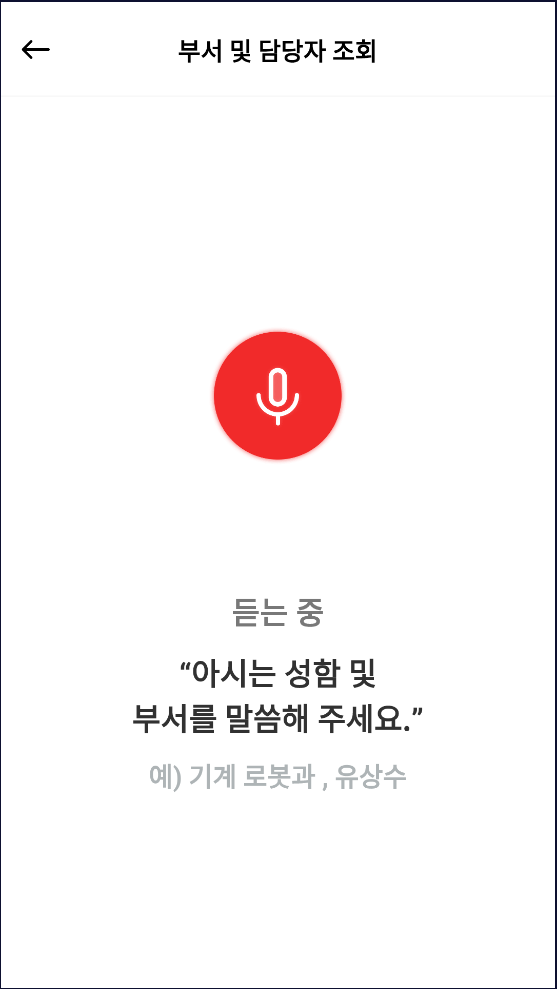 부서 및 담당자 조회
듣는 중
“아시는 성함 및
부서를 말씀해 주세요.”
예) 기계 로봇과 , 유상수